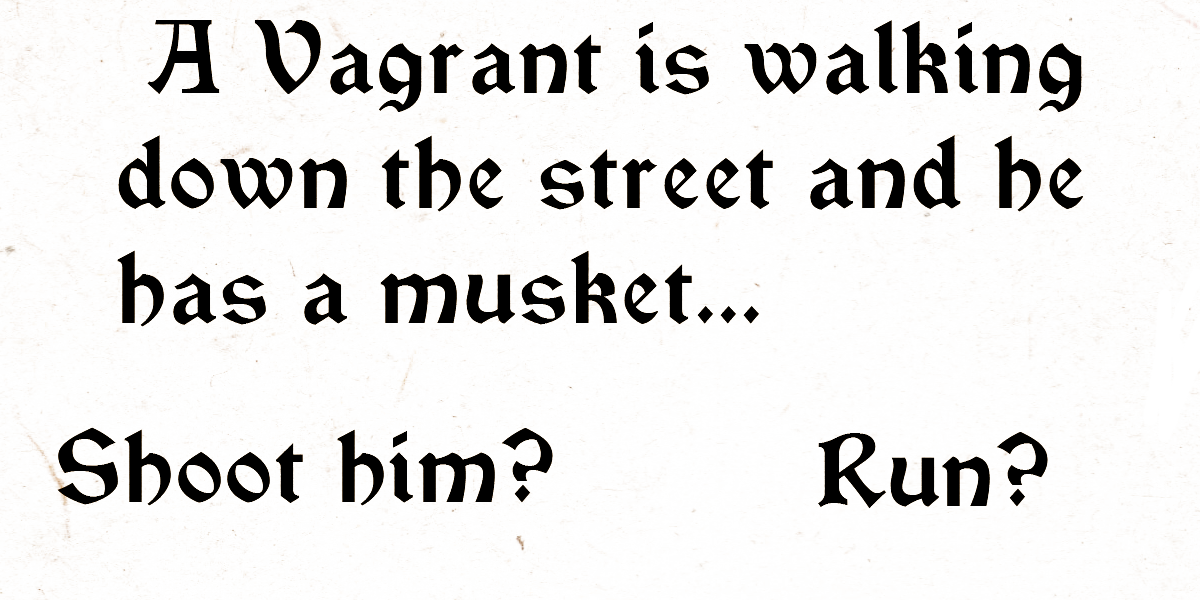 A Vagrant is walking
down the street and he
has a musket...
Shoot him? Run?